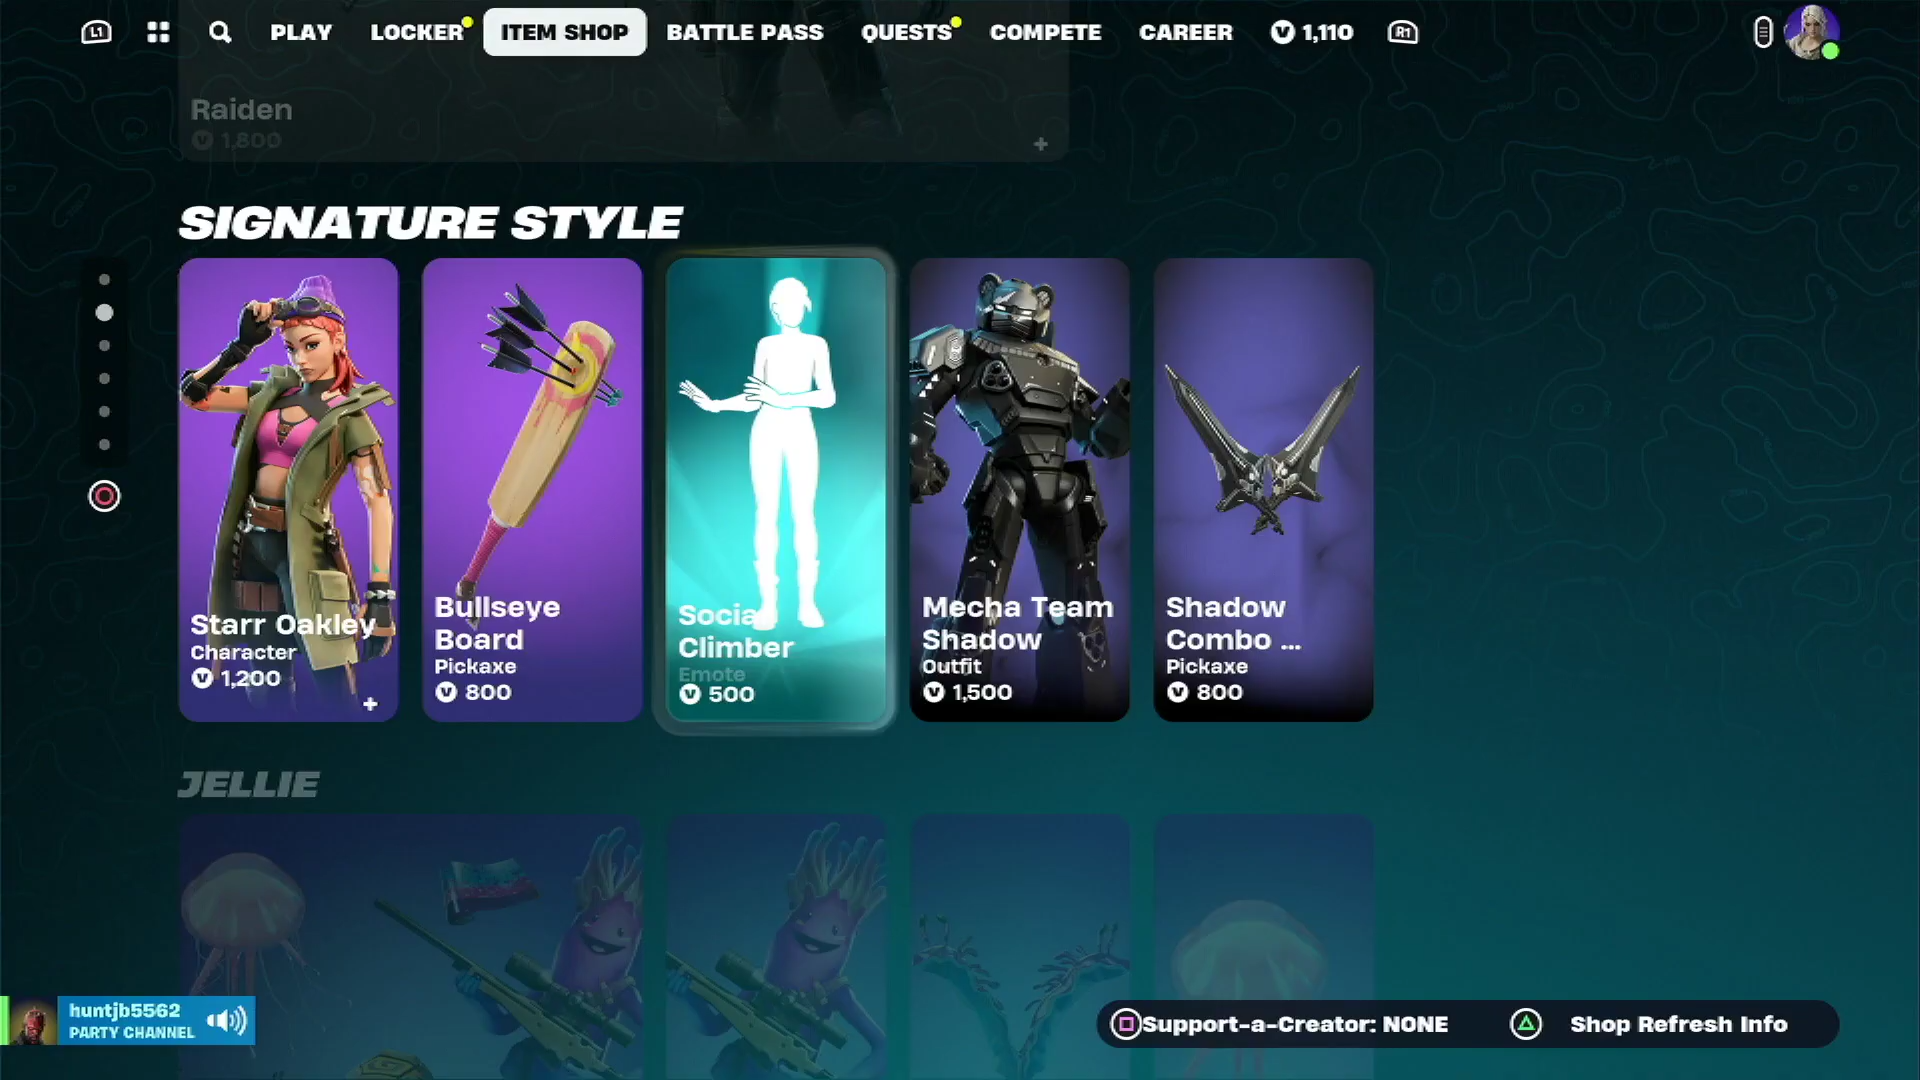 L1 PLAY LOCKER ITEM SHOP BATTLE PASS QUESTS COMPETE CAREER V 1,110 R1
Raiden
V 1,800
SIGNATURE STYLE
Starr Oakley
Character
V 1,200
Bullseye
Board
Pickaxe
V 800
Social
Climber
Emote
V 500
Mecha Team
Shadow
Outfit
V 1,500
Shadow
Combo ...
Pickaxe
V 800
JELLIE
huntjb5562
PARTY CHANNEL
Support-a-Creator: NONE
Shop Refresh Info